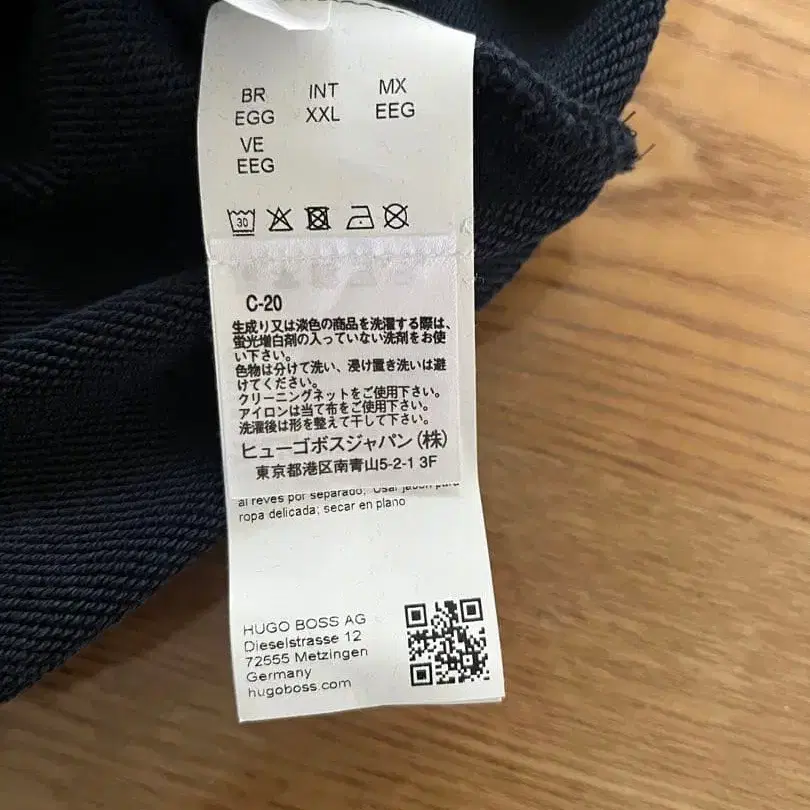 BR INT MX
EGG XXL EEG
VE
EEG
30
C-20
生成り又は淡色の商品を洗濯する際は、
蛍光増白剤の入っていない洗剤をお使
い下さい。
色物は分けて洗い、浸け置き洗いは避
けてください。
クリーニングネットをご使用下さい。
アイロンは当て布をご使用下さい。
洗濯後は形を整えて干して下さい。
ヒューゴボスジャパン(株)
東京都港区南青山5-2-1 3F
al reves por separado; Usar jabón para
ropa delicada; secar en plano
HUGO BOSS AG
Dieselstrasse 12
72555 Metzingen
Germany
hugoboss.com